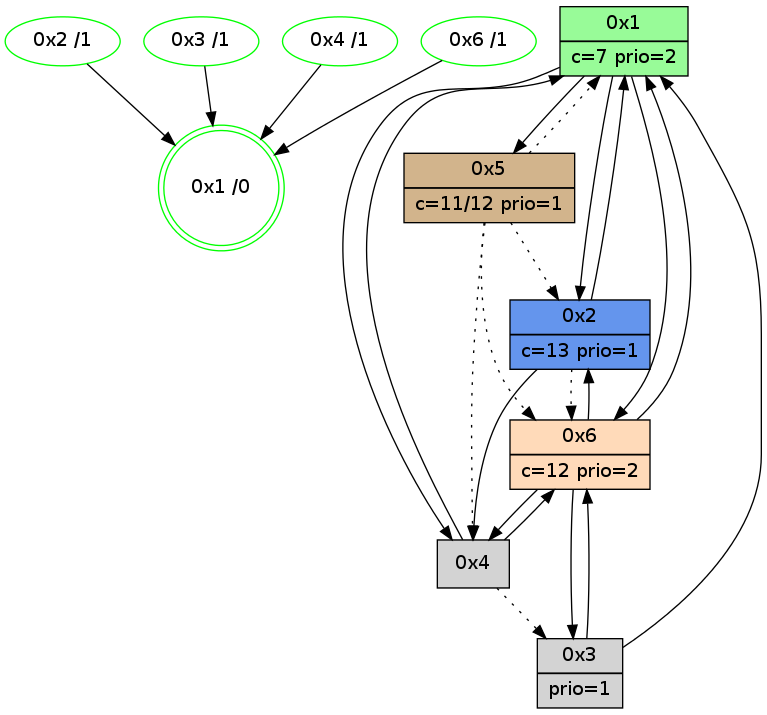 0x2 /1
0x3 /1
0x4 /1
0x6 /1
0x1
c=7 prio=2
0x1 /0
0x5
c=11/12 prio=1
0x2
c=13 prio=1
0x6
c=12 prio=2
0x4
0x3
prio=1